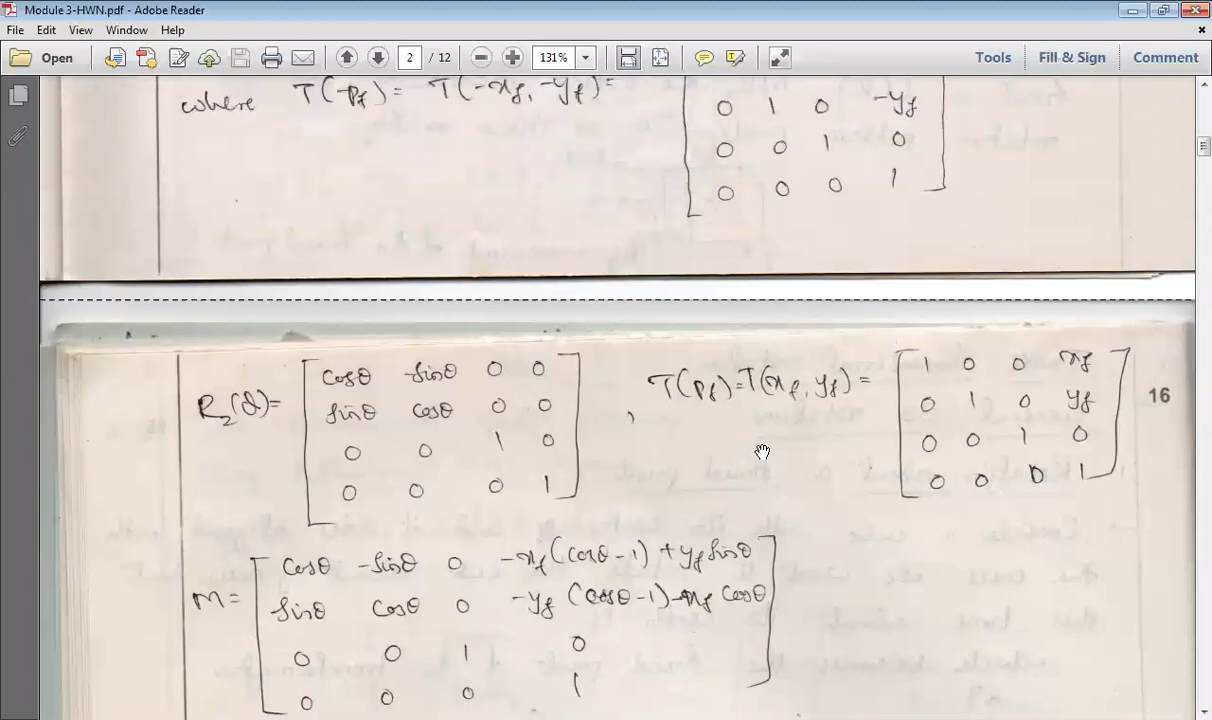 Module 3-HWN.pdf - Adobe Reader
File Edit View Window Help
Open 2 / 12 131% Tools Fill & Sign Comment
where T(-pf) = T(-xf, -yf) =
0 1 0 -yf
0 0 1 0
0 0 0 1
16
Rz(θ) = cosθ -sinθ 0 0
sinθ cosθ 0 0
0 0 1 0
0 0 0 1
, T(pf) = T(xf, yf) = 1 0 0 xf
0 1 0 yf
0 0 1 0
0 0 0 1
M = cosθ -sinθ 0 -xf(cosθ-1) + yf sinθ
sinθ cosθ 0 -yf (cosθ-1) -xf cosθ
0 0 1 0
0 0 0 1